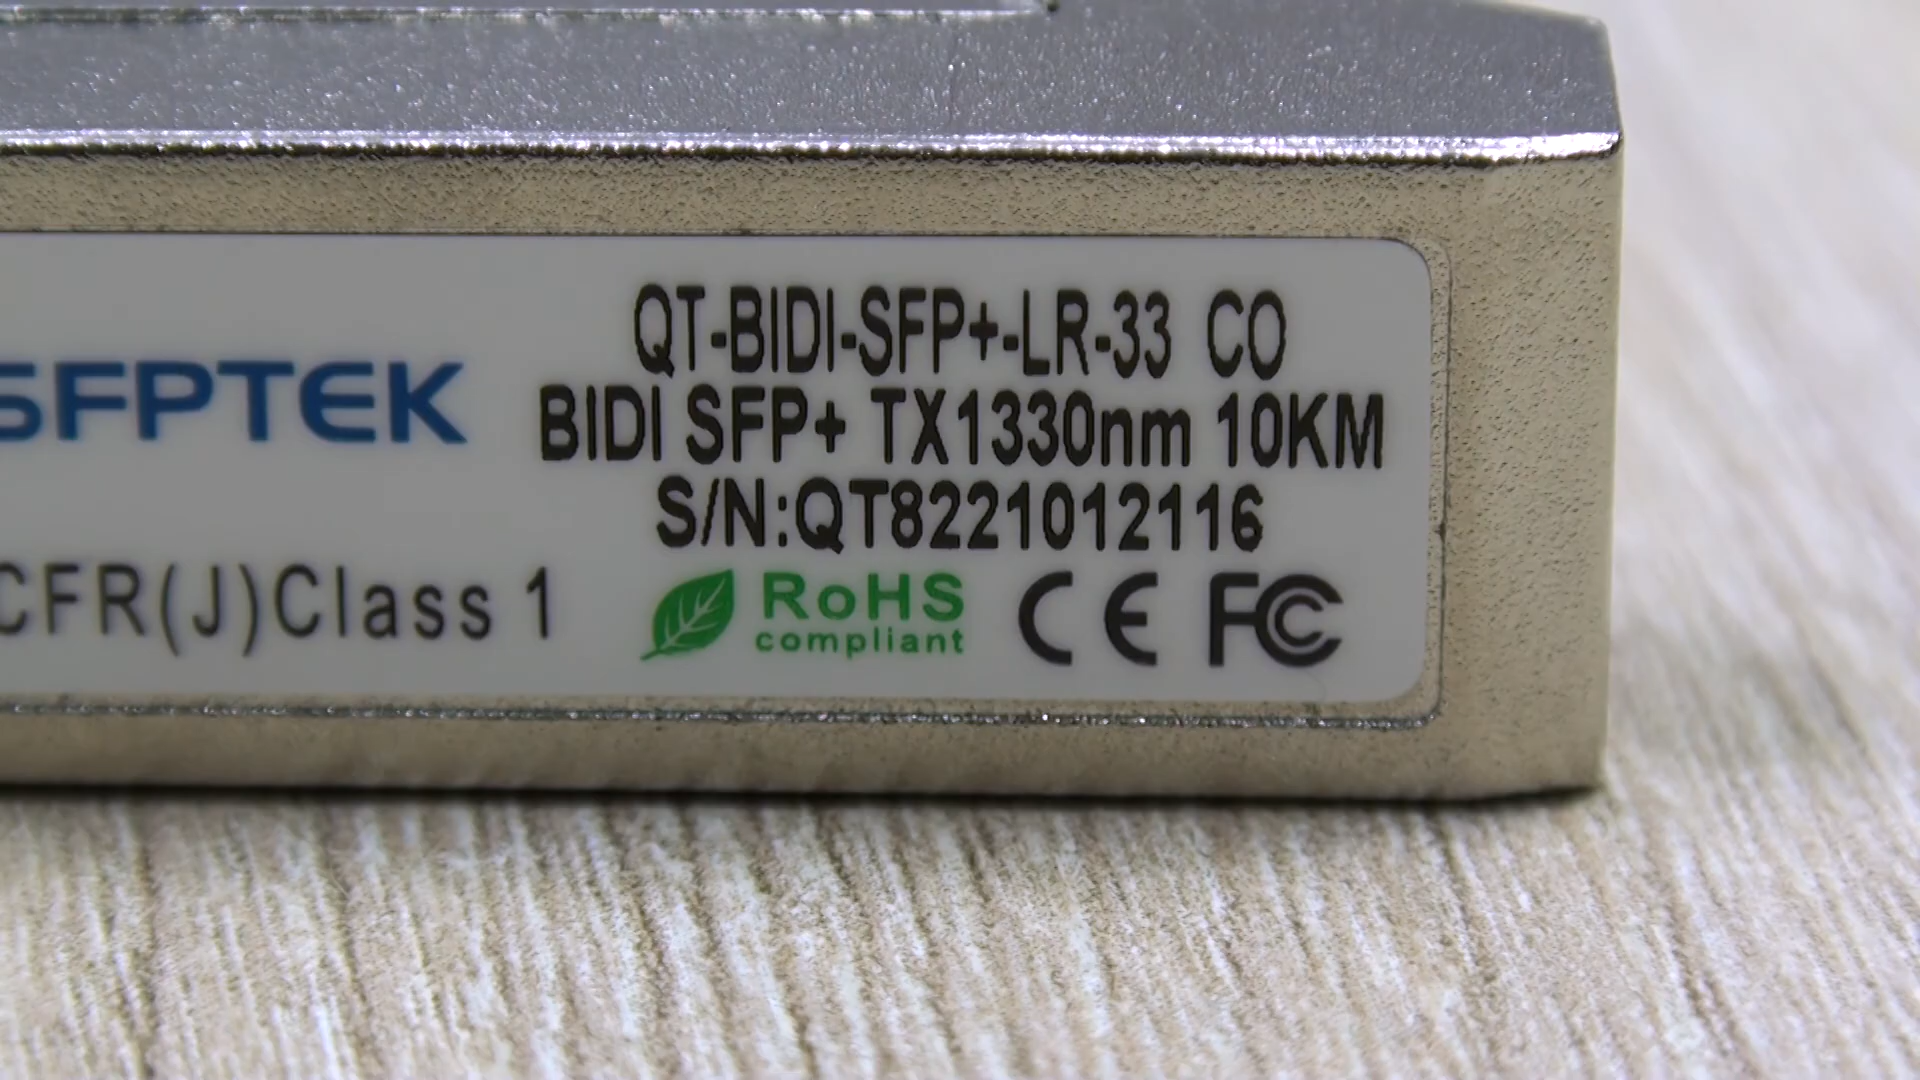 SFPTEK
CFR(J)Class 1
QT-BIDI-SFP+-LR-33 CO
BIDI SFP+ TX1330nm 10KM
S/N:QT8221012116
RoHS
compliant
CE FC